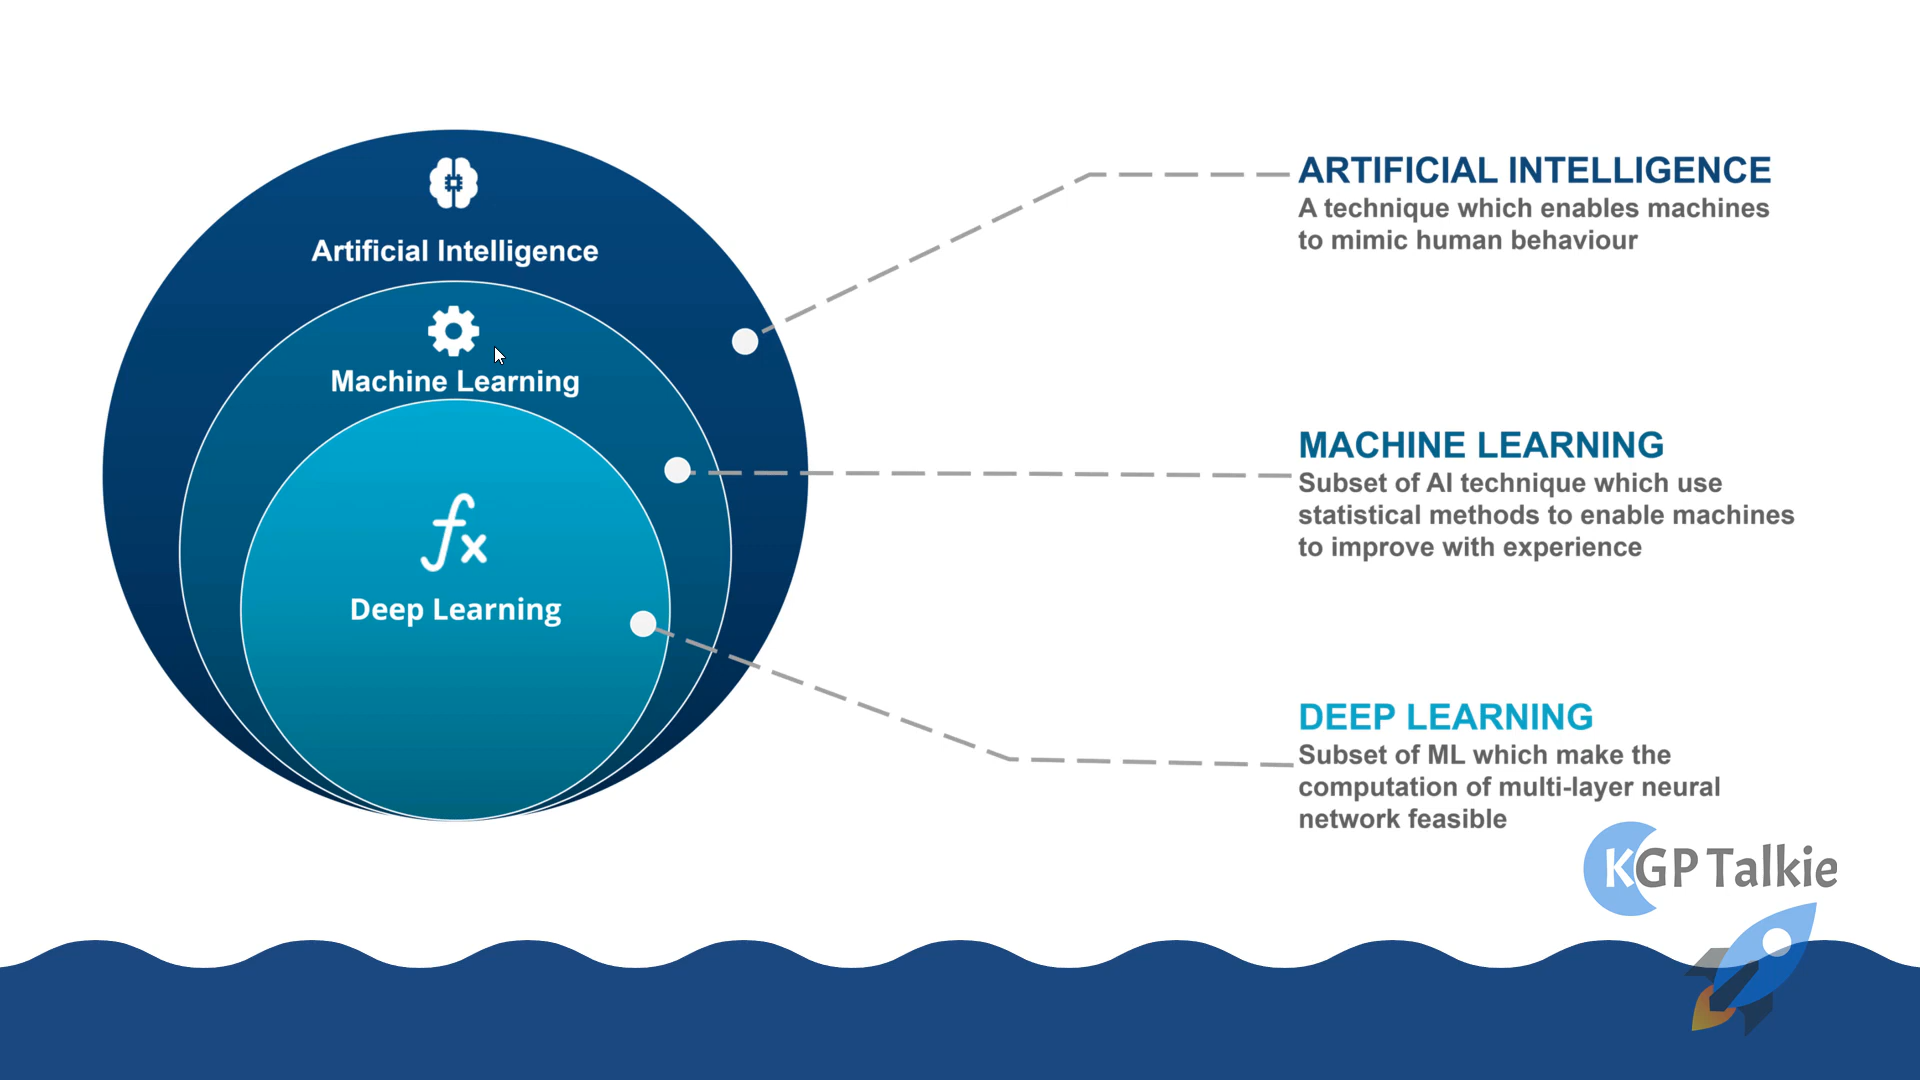 Artificial Intelligence
Machine Learning
fx
Deep Learning
ARTIFICIAL INTELLIGENCE
A technique which enables machines
to mimic human behaviour
MACHINE LEARNING
Subset of AI technique which use
statistical methods to enable machines
to improve with experience
DEEP LEARNING
Subset of ML which make the
computation of multi-layer neural
network feasible
KGP Talkie